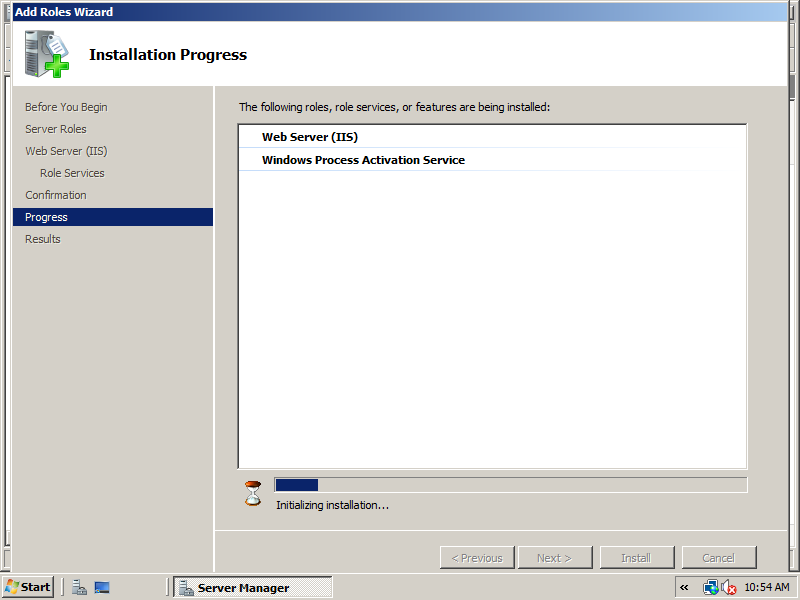 Add Roles Wizard
Installation Progress
Before You Begin
Server Roles
Web Server (IIS)
Role Services
Confirmation
Progress
Results
The following roles, role services, or features are being installed:
Web Server (IIS)
Windows Process Activation Service
Initializing installation...
< Previous
Next >
Install
Cancel
Start
Server Manager
10:54 AM